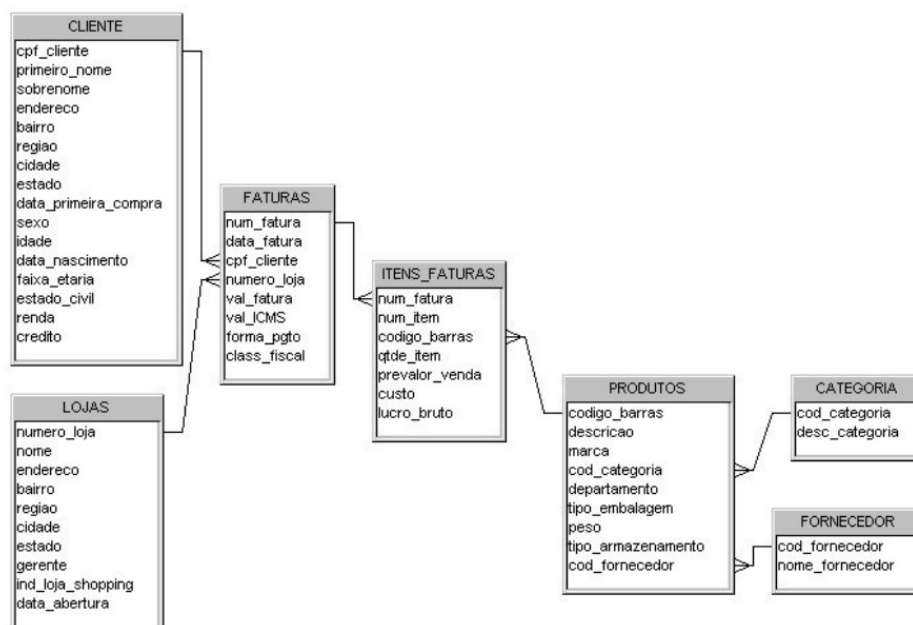 CLIENTE
cpf_cliente
primeiro_nome
sobrenome
endereco
bairro
regiao
cidade
estado
data_primeira_compra
sexo
idade
data_nascimento
faixa_etaria
estado_civil
renda
credito
LOJAS
numero_loja
nome
endereco
bairro
regiao
cidade
estado
gerente
ind_loja_shopping
data_abertura
FATURAS
num_fatura
data_fatura
cpf_cliente
numero_loja
val_fatura
val_ICMS
forma_pgto
class_fiscal
ITENS_FATURAS
num_fatura
num_item
codigo_barras
qtde_item
prevalor_venda
custo
lucro_bruto
PRODUTOS
codigo_barras
descricao
marca
cod_categoria
departamento
tipo_embalagem
peso
tipo_armazenamento
cod_fornecedor
CATEGORIA
cod_categoria
desc_categoria
FORNECEDOR
cod_fornecedor
nome_fornecedor